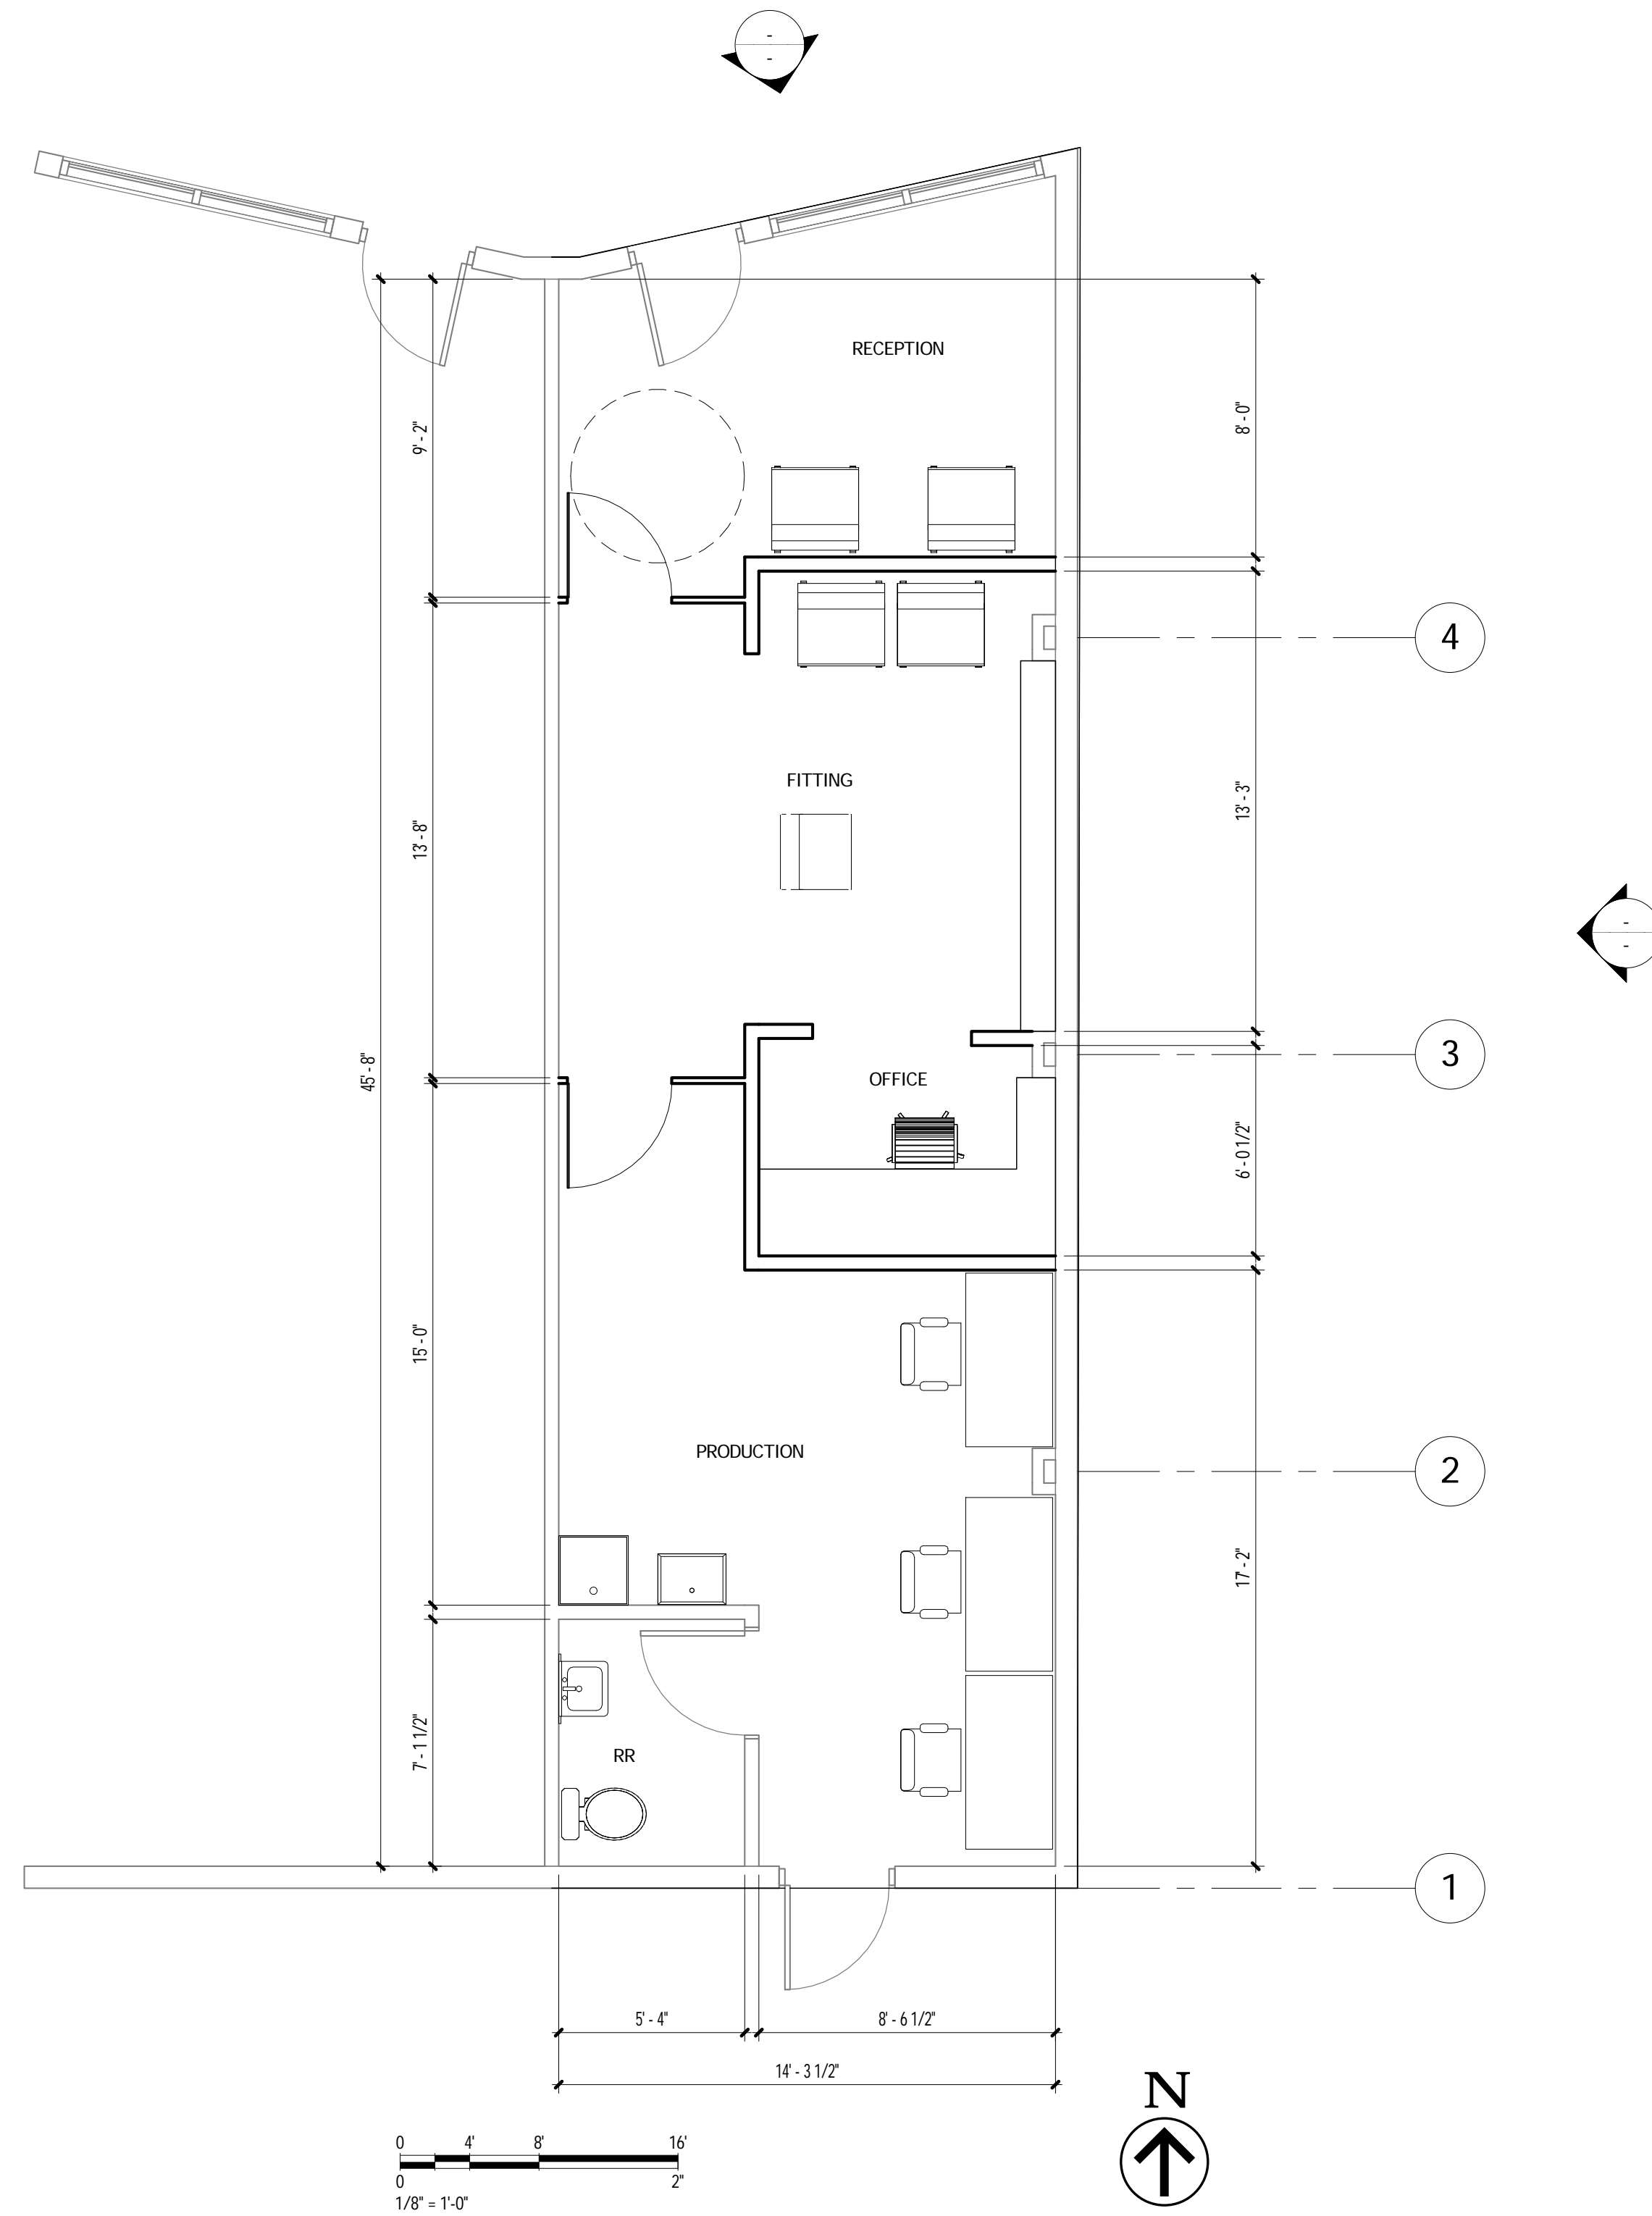 -
-
RECEPTION
9' - 2"
8' - 0"
4
FITTING
13' - 8"
13' - 3"
-
-
45' - 8"
3
OFFICE
6' - 0 1/2"
15' - 0"
PRODUCTION
2
17' - 2"
7' - 1 1/2"
RR
1
5' - 4"
8' - 6 1/2"
14' - 3 1/2"
N
0 4' 8' 16'
0 2"
1/8" = 1'-0"